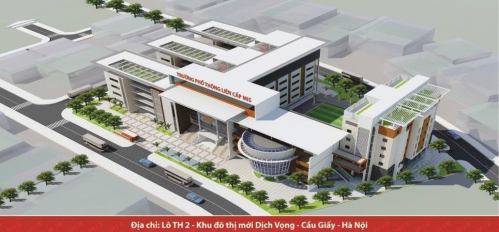 TRƯỜNG PHỔ THÔNG LIÊN CẤP
Địa chỉ: Lô TH 2 - Khu đô thị mới Dịch Vọng - Cầu Giấy - Hà Nội